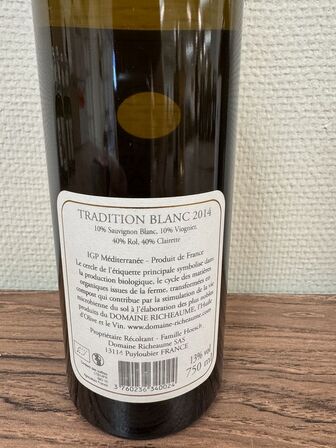 TRADITION BLANC 2014
10% Sauvignon Blanc, 10% Viognier,
40% Rol, 40% Clairette
IGP Méditerranée - Produit de France
Le cercle de l'étiquette principale symbolise dans
la production biologique, le cycle des matières
organiques issues de la ferme, transformées en
compost qui contribue par la stimulation de la vie
du sol à l'élaboration des plus nobles
produits du DOMAINE RICHEAUME, l'Huile
d'Olive et le Vin. www.domaine-richeaume.com
Propriétaire Récoltant - Famille Hoesch
Domaine Richeaume SAS
13114 Puyloubier FRANCE
13% vol
750 ml
3 760236 340024